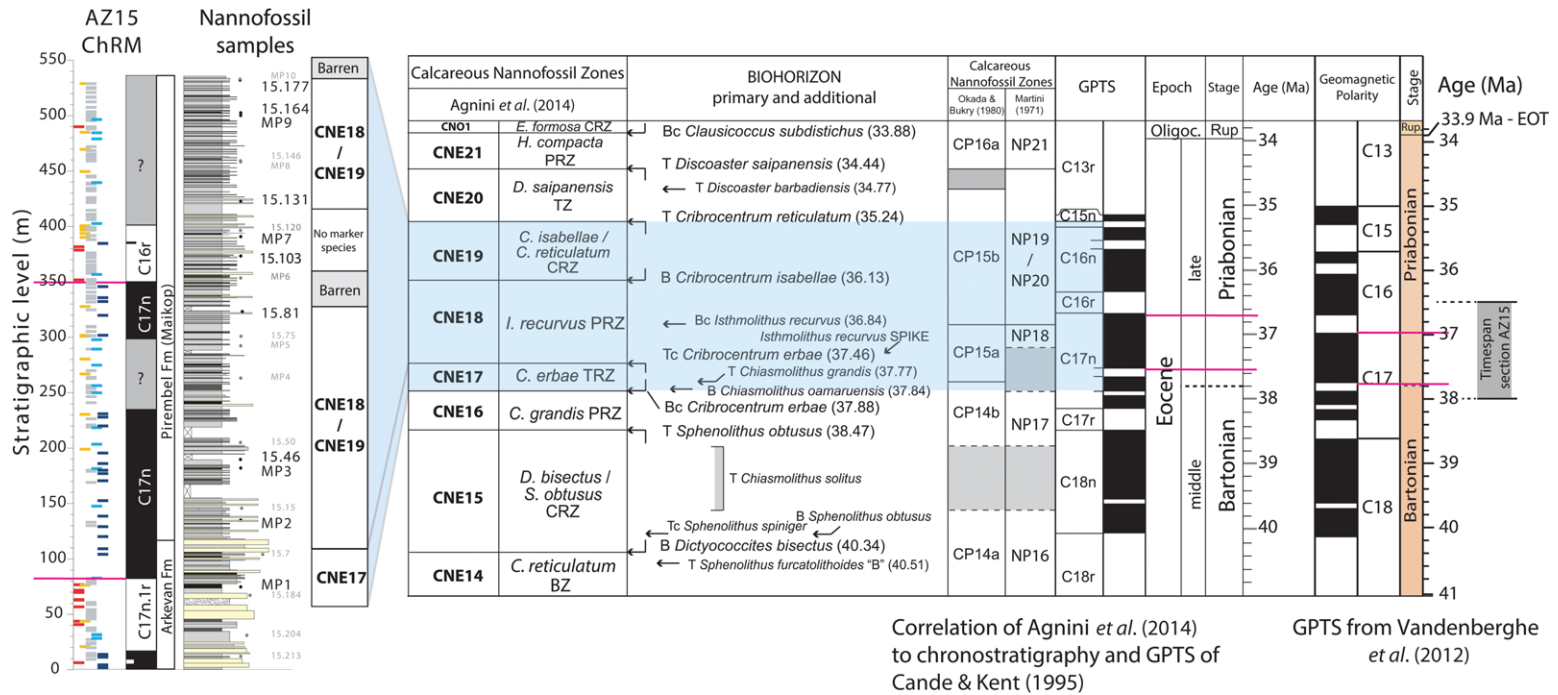 AZ15
ChRM
Nannofossil
samples
Stratigraphic level (m)
550
500
450
400
350
300
250
200
150
100
50
0
?
C16r
C17n
?
C17n
C17n.1r
Pirembel Fm (Maikop)
Arkevan Fm
MP10
15.177
15.164
MP9
15.146
MP8
15.131
15.120
MP7
15.103
MP6
15.81
15.75
MP5
MP4
15.50
15.46
MP3
15.15
MP2
15.7
MP1
15.184
15.204
15.213
Barren
CNE18
/
CNE19
No marker
species
Barren
CNE18
/
CNE19
CNE17
Calcareous Nannofossil Zones
Agnini et al. (2014)
CNO1
E. formosa CRZ
CNE21
H. compacta
PRZ
CNE20
D. saipanensis
TZ
CNE19
C. isabellae /
C. reticulatum
CRZ
CNE18
I. recurvus PRZ
CNE17
C. erbae TRZ
CNE16
C. grandis PRZ
CNE15
D. bisectus /
S. obtusus
CRZ
CNE14
C. reticulatum
BZ
BIOHORIZON
primary and additional
Bc Clausicoccus subdistichus (33.88)
T Discoaster saipanensis (34.44)
T Discoaster barbadiensis (34.77)
T Cribrocentrum reticulatum (35.24)
B Cribrocentrum isabellae (36.13)
Bc Isthmolithus recurvus (36.84)
Isthmolithus recurvus SPIKE
Tc Cribrocentrum erbae (37.46)
T Chiasmolithus grandis (37.77)
B Chiasmolithus oamaruensis (37.84)
Bc Cribrocentrum erbae (37.88)
T Sphenolithus obtusus (38.47)
T Chiasmolithus solitus
B Sphenolithus obtusus
Tc Sphenolithus spiniger
B Dictyococcites bisectus (40.34)
T Sphenolithus furcatolithoides "B" (40.51)
Calcareous
Nannofossil Zones
Okada &
Bukry (1980)
Martini
(1971)
CP16a
CP15b
CP15a
CP14b
CP14a
NP21
NP19
/
NP20
NP18
NP17
NP16
GPTS
C13r
C15n
C16n
C16r
C17n
C17r
C18n
C18r
Epoch
Oligoc.
Eocene
late
middle
Stage
Rup
Priabonian
Bartonian
Age (Ma)
34
35
36
37
38
39
40
Geomagnetic
Polarity
C13
C15
C16
C17
C18
Stage
Rup.
Priabonian
Bartonian
Age (Ma)
33.9 Ma - EOT
34
35
36
37
38
39
40
41
Timespan
section AZ15
Correlation of Agnini et al. (2014)
to chronostratigraphy and GPTS of
Cande & Kent (1995)
GPTS from Vandenberghe
et al. (2012)